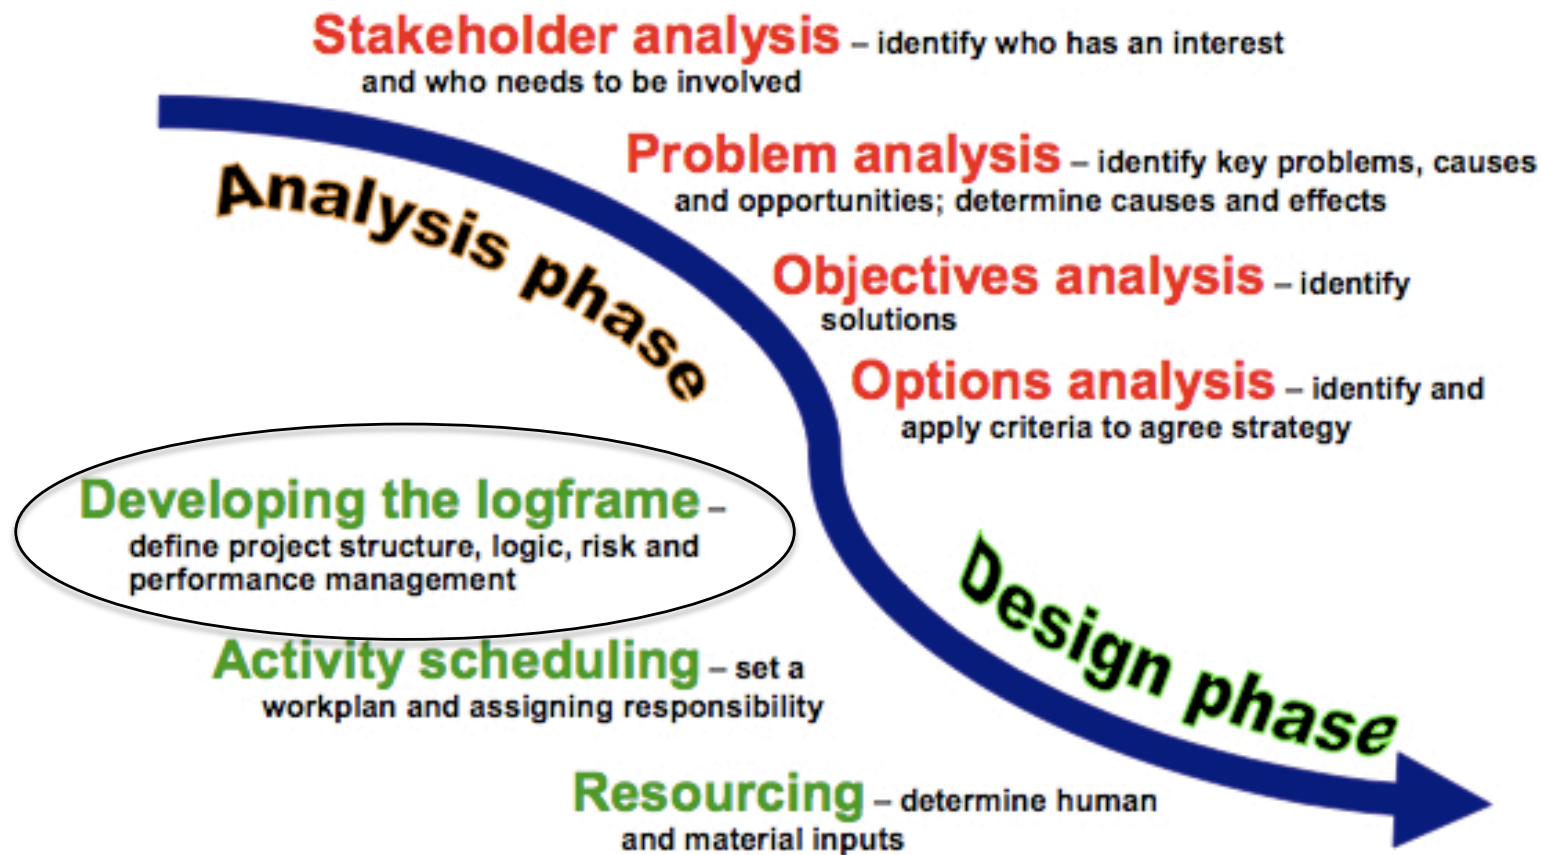 Stakeholder analysis – identify who has an interest
and who needs to be involved
Problem analysis – identify key problems, causes
and opportunities; determine causes and effects
Analysis phase
Objectives analysis – identify
solutions
Options analysis – identify and
apply criteria to agree strategy
Developing the logframe –
define project structure, logic, risk and
performance management
Design phase
Activity scheduling – set a
workplan and assigning responsibility
Resourcing – determine human
and material inputs